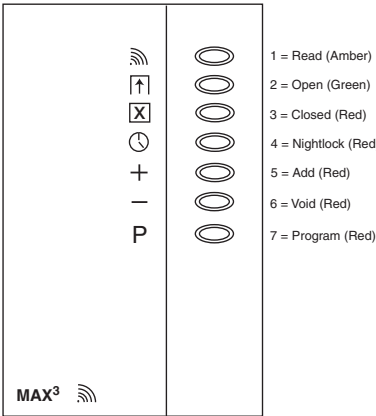 1 = Read (Amber)
2 = Open (Green)
X 3 = Closed (Red)
4 = Nightlock (Red
+ 5 = Add (Red)
− 6 = Void (Red)
P 7 = Program (Red)
MAX³